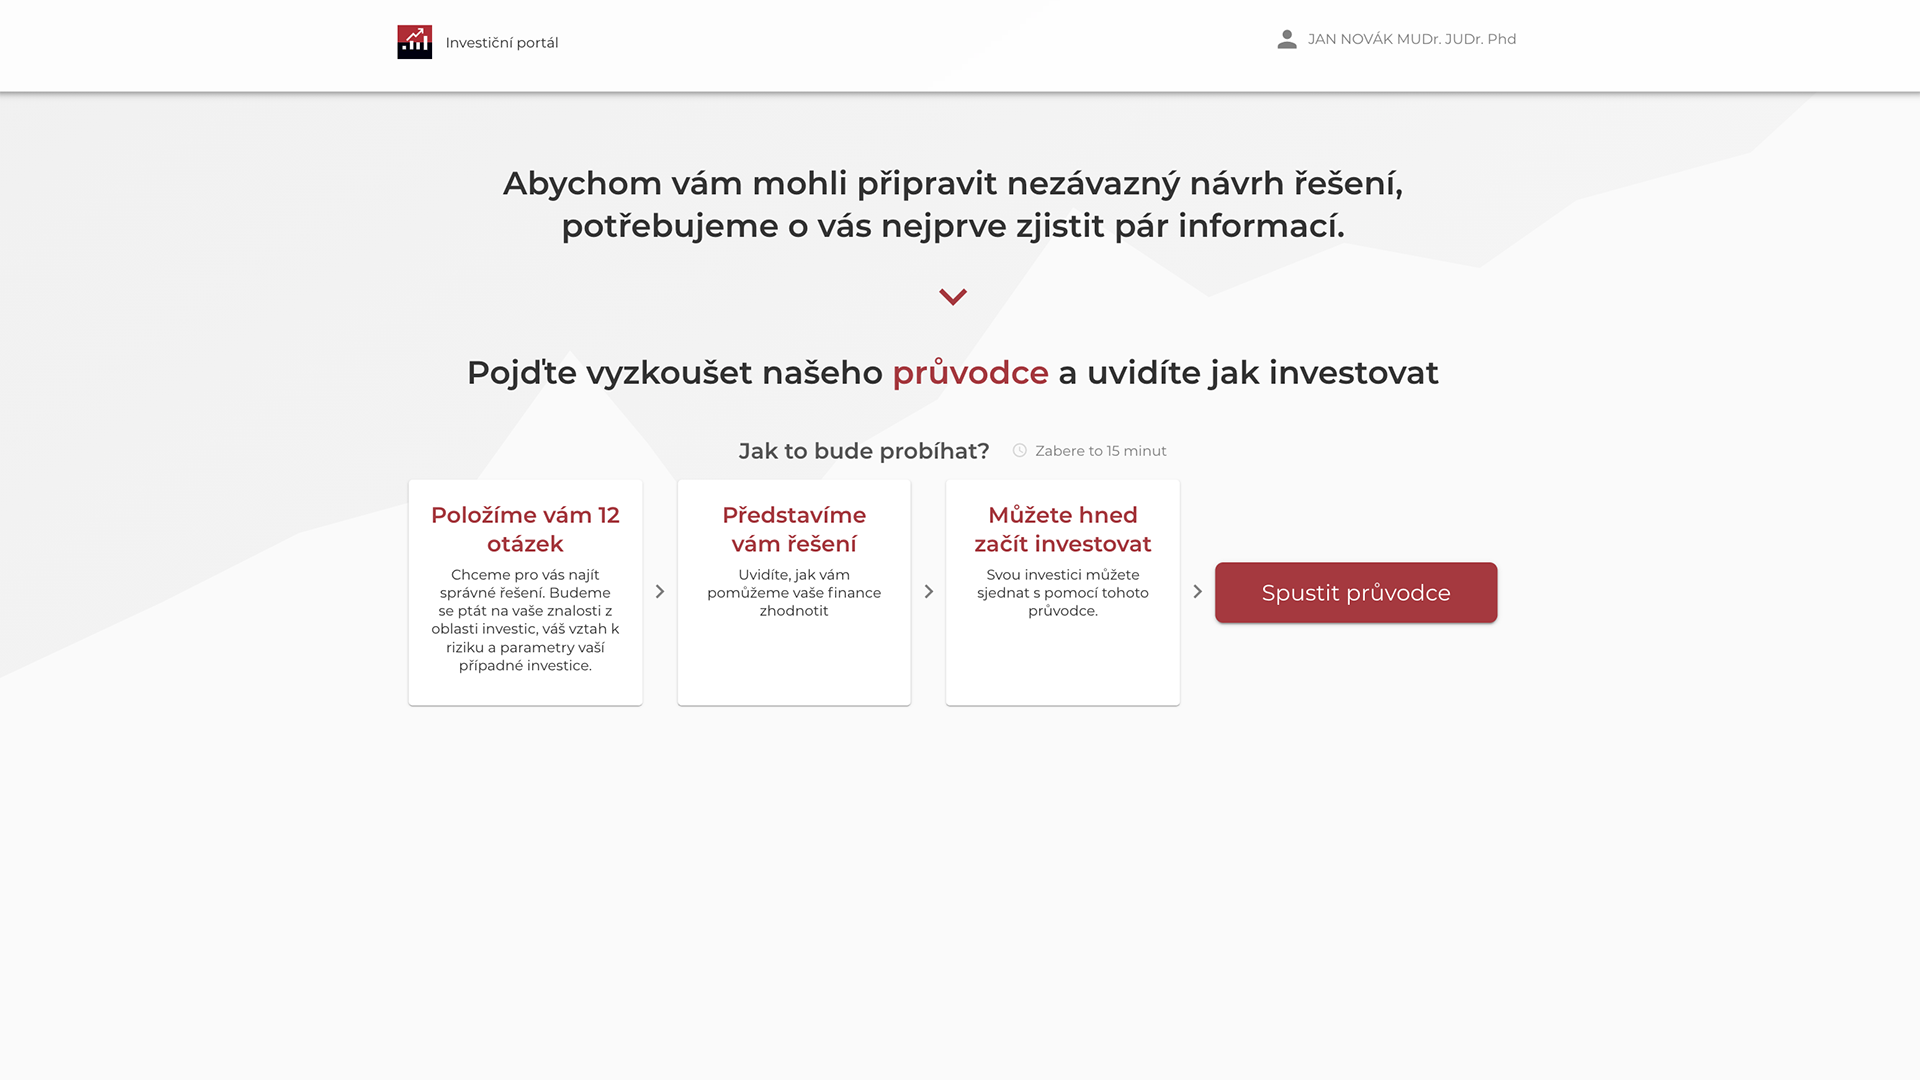 Investiční portál
JAN NOVÁK MUDr. JUDr. Phd
Abychom vám mohli připravit nezávazný návrh řešení,
potřebujeme o vás nejprve zjistit pár informací.
Pojďte vyzkoušet našeho průvodce a uvidíte jak investovat
Jak to bude probíhat?
Zabere to 15 minut
Položíme vám 12
otázek
Chceme pro vás najít
správné řešení. Budeme
se ptát na vaše znalosti z
oblasti investic, váš vztah k
riziku a parametry vaší
případné investice.
Představíme
vám řešení
Uvidíte, jak vám
pomůžeme vaše finance
zhodnotit
Můžete hned
začít investovat
Svou investici můžete
sjednat s pomocí tohoto
průvodce.
Spustit průvodce